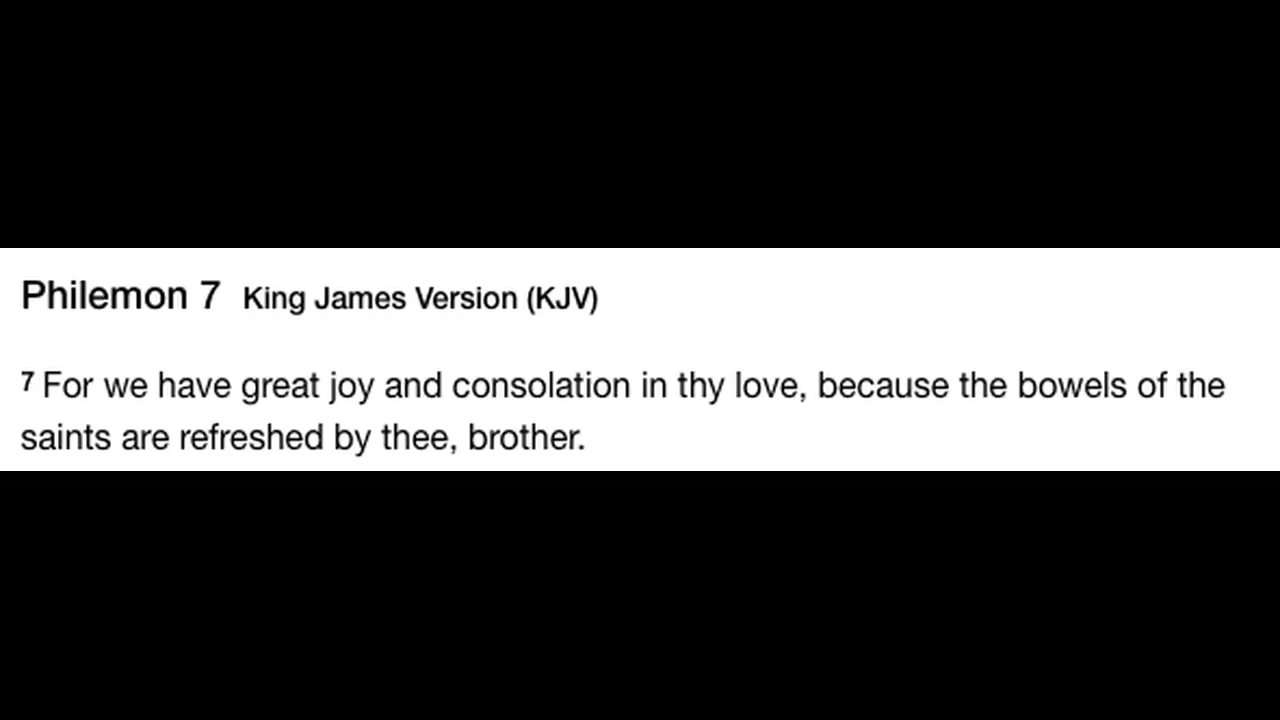 Philemon 7 King James Version (KJV)
7 For we have great joy and consolation in thy love, because the bowels of the
saints are refreshed by thee, brother.